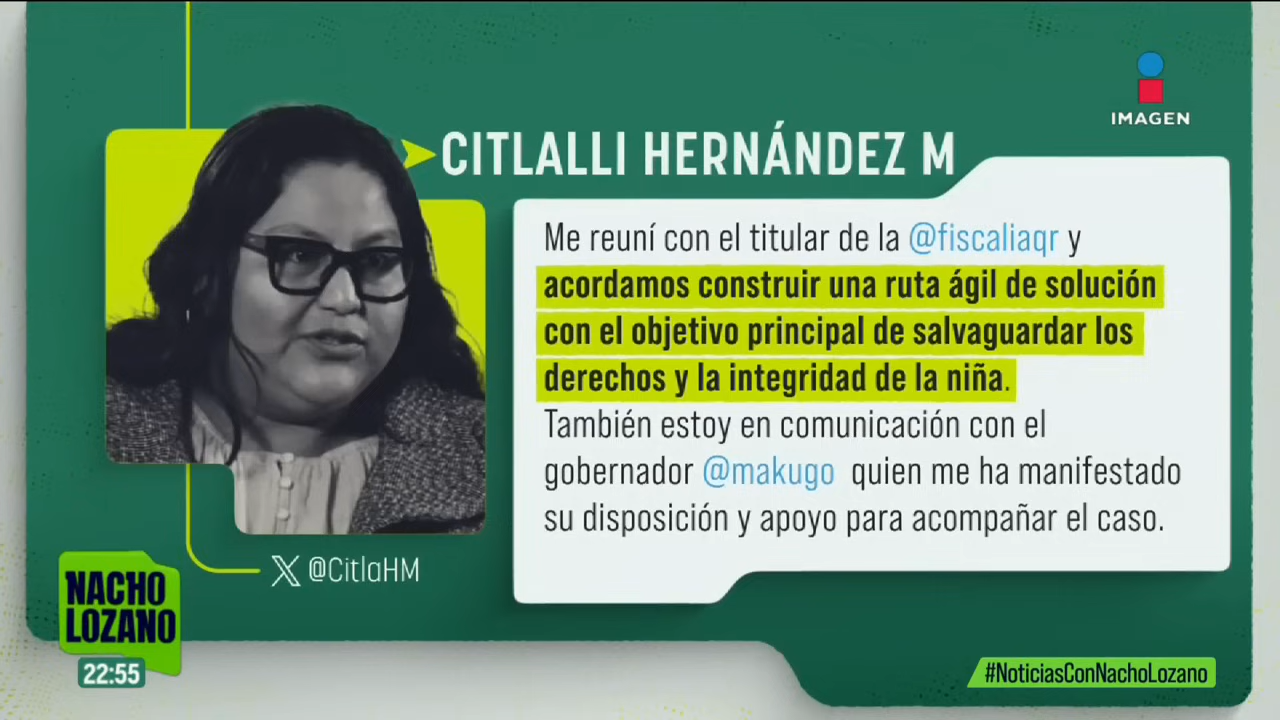 IMAGEN
CITLALLI HERNÁNDEZ M
Me reuní con el titular de la @fiscaliaqr y
acordamos construir una ruta ágil de solución
con el objetivo principal de salvaguardar los
derechos y la integridad de la niña.
También estoy en comunicación con el
gobernador @makugo quien me ha manifestado
su disposición y apoyo para acompañar el caso.
X @CitlaHM
NACHO
LOZANO
22:55
#NoticiasConNachoLozano